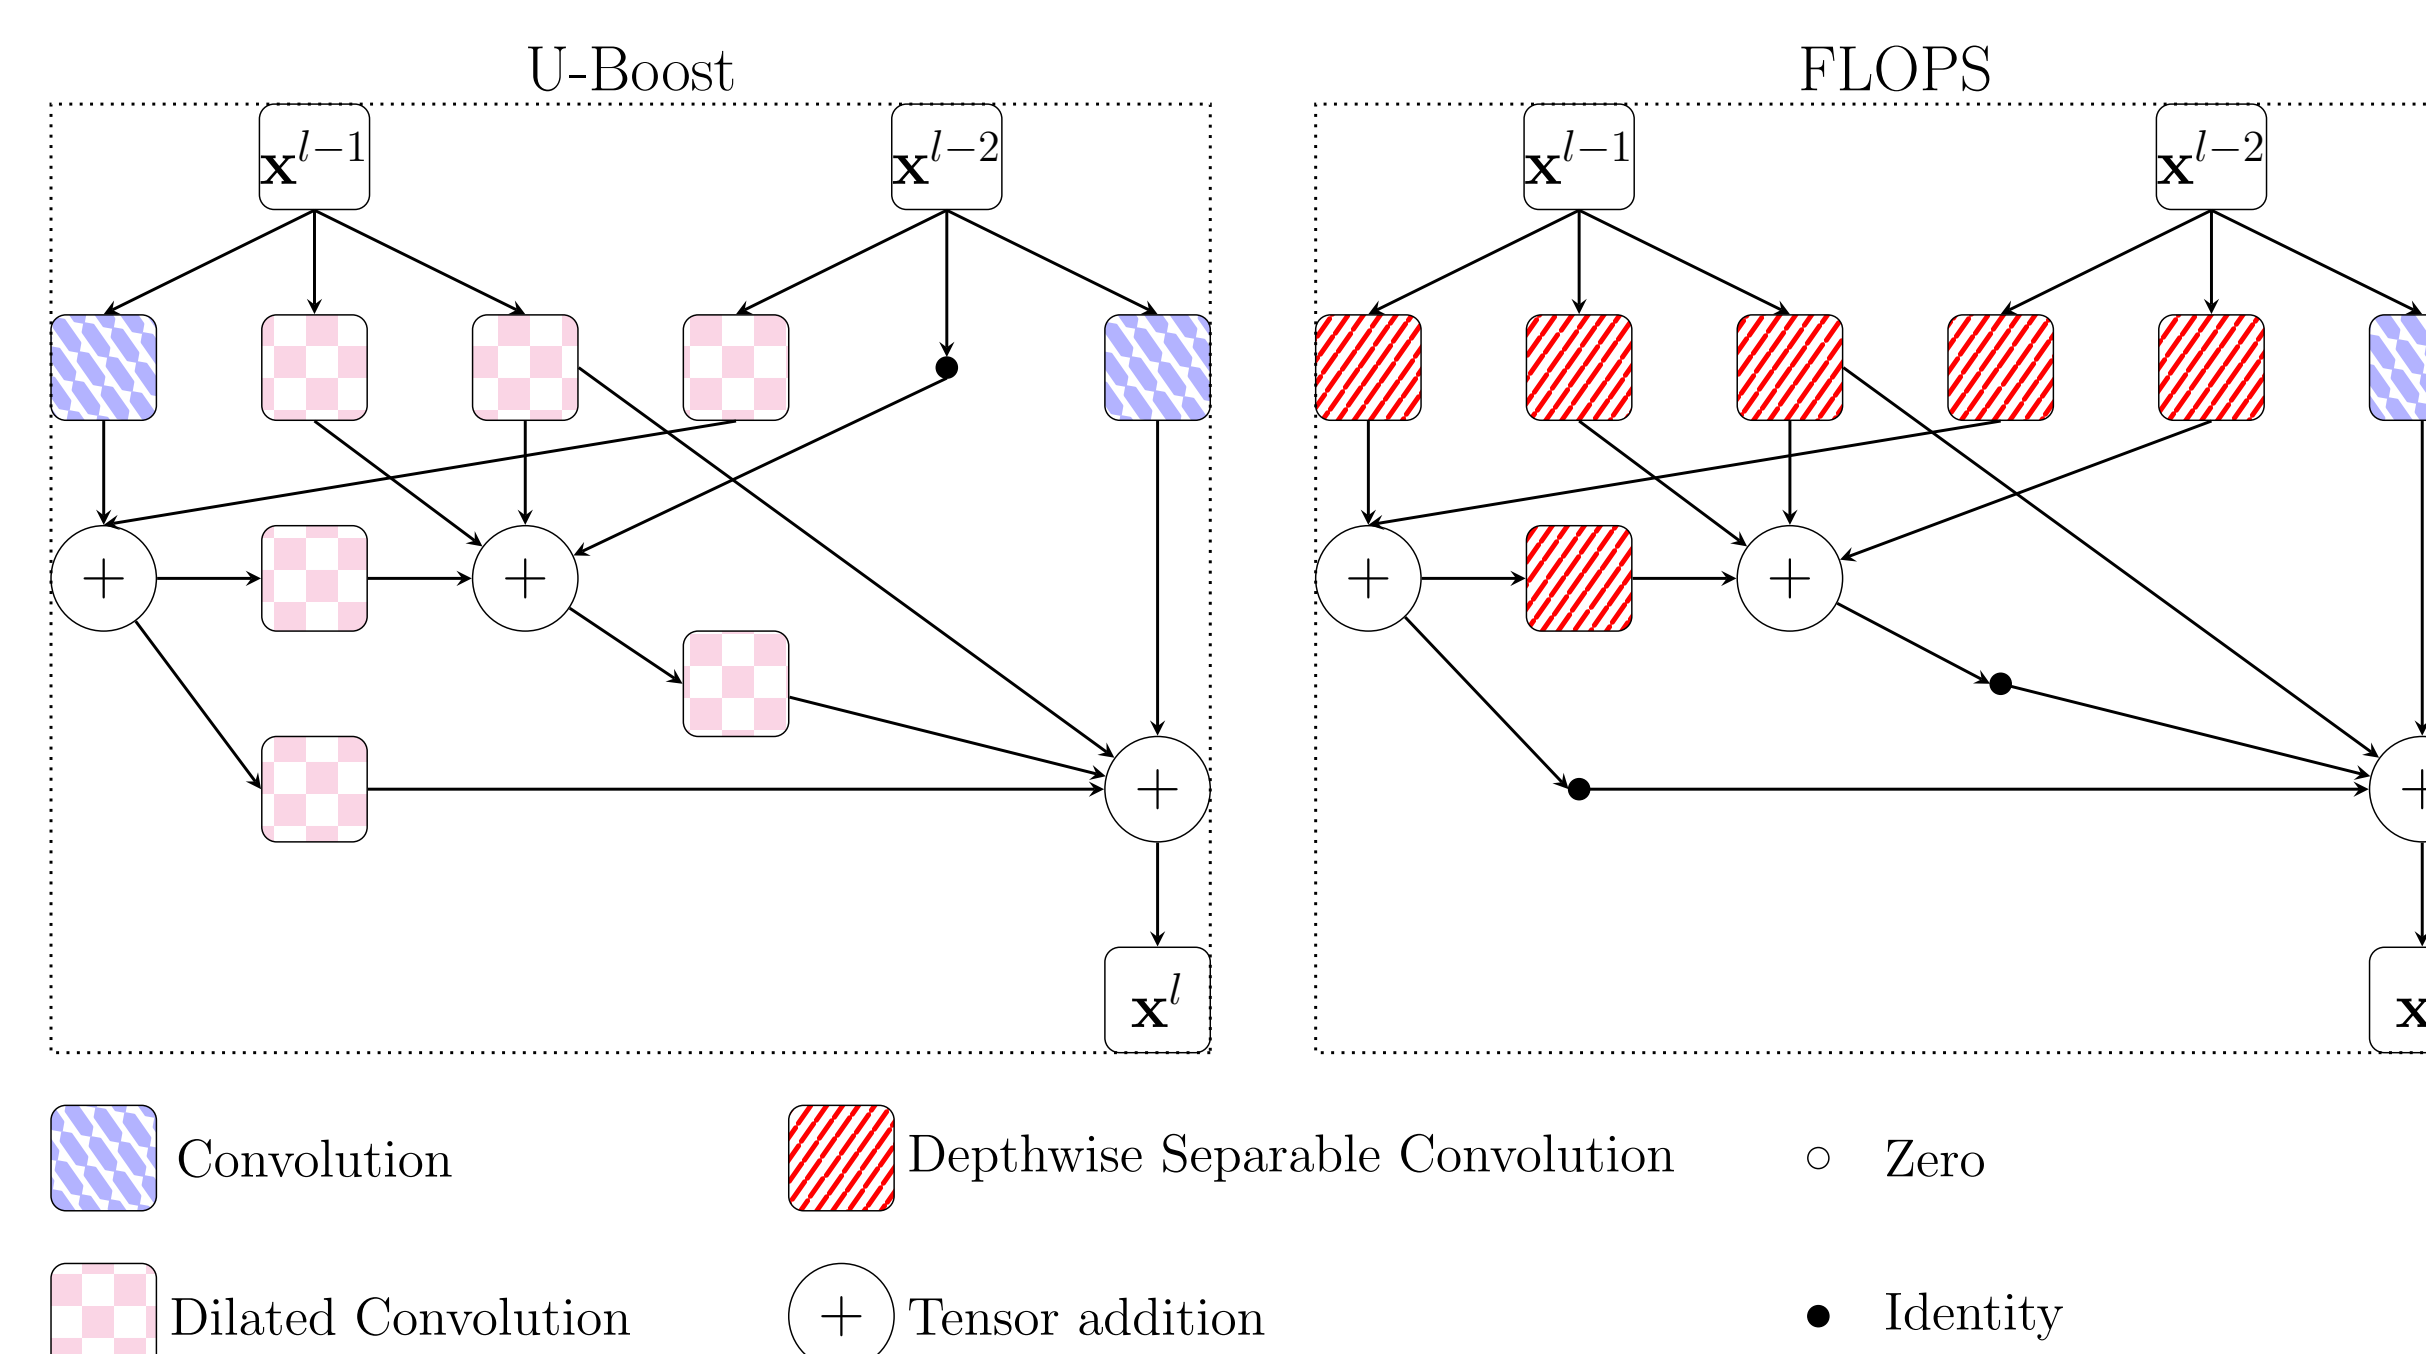 U-Boost
FLOPS
x^{l−1}
x^{l−2}
x^{l−1}
x^{l−2}
+
+
+
+
+
+
x^l
x
Convolution
Depthwise Separable Convolution
Zero
Dilated Convolution
+
Tensor addition
Identity